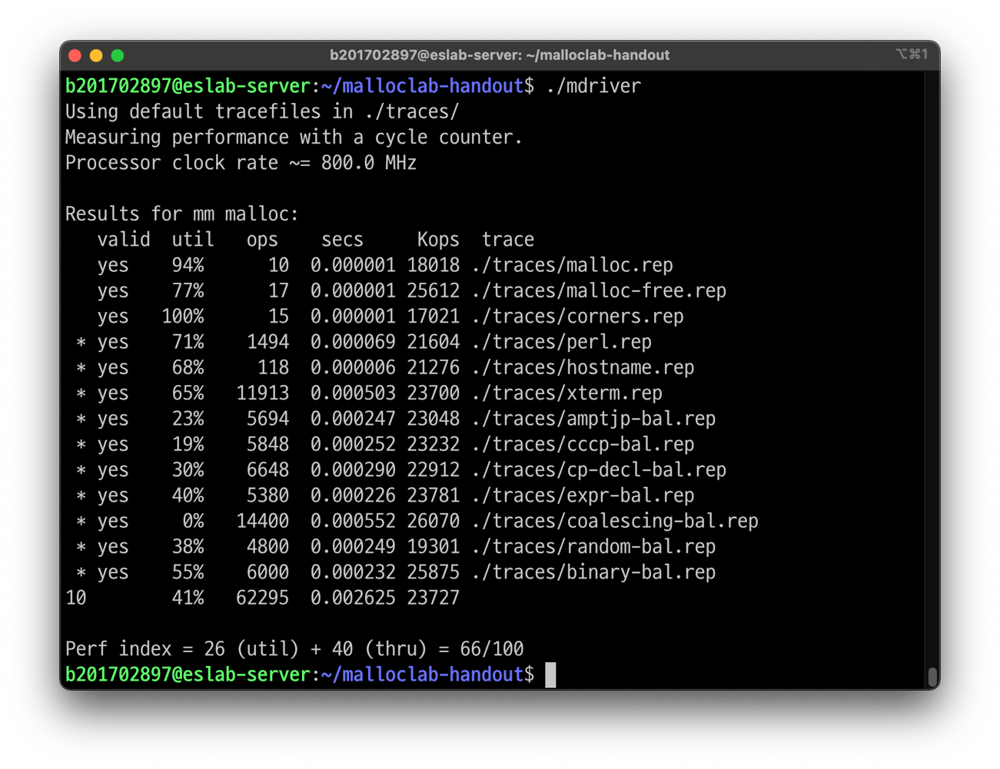 b201702897@eslab-server: ~/malloclab-handout ⌥⌘1
b201702897@eslab-server:~/malloclab-handout$ ./mdriver
Using default tracefiles in ./traces/
Measuring performance with a cycle counter.
Processor clock rate ~= 800.0 MHz
Results for mm malloc:
   valid  util   ops    secs     Kops  trace
   yes    94%      10  0.000001 18018 ./traces/malloc.rep
   yes    77%      17  0.000001 25612 ./traces/malloc-free.rep
   yes   100%      15  0.000001 17021 ./traces/corners.rep
 * yes    71%    1494  0.000069 21604 ./traces/perl.rep
 * yes    68%     118  0.000006 21276 ./traces/hostname.rep
 * yes    65%   11913  0.000503 23700 ./traces/xterm.rep
 * yes    23%    5694  0.000247 23048 ./traces/amptjp-bal.rep
 * yes    19%    5848  0.000252 23232 ./traces/cccp-bal.rep
 * yes    30%    6648  0.000290 22912 ./traces/cp-decl-bal.rep
 * yes    40%    5380  0.000226 23781 ./traces/expr-bal.rep
 * yes     0%   14400  0.000552 26070 ./traces/coalescing-bal.rep
 * yes    38%    4800  0.000249 19301 ./traces/random-bal.rep
 * yes    55%    6000  0.000232 25875 ./traces/binary-bal.rep
10        41%   62295  0.002625 23727
Perf index = 26 (util) + 40 (thru) = 66/100
b201702897@eslab-server:~/malloclab-handout$